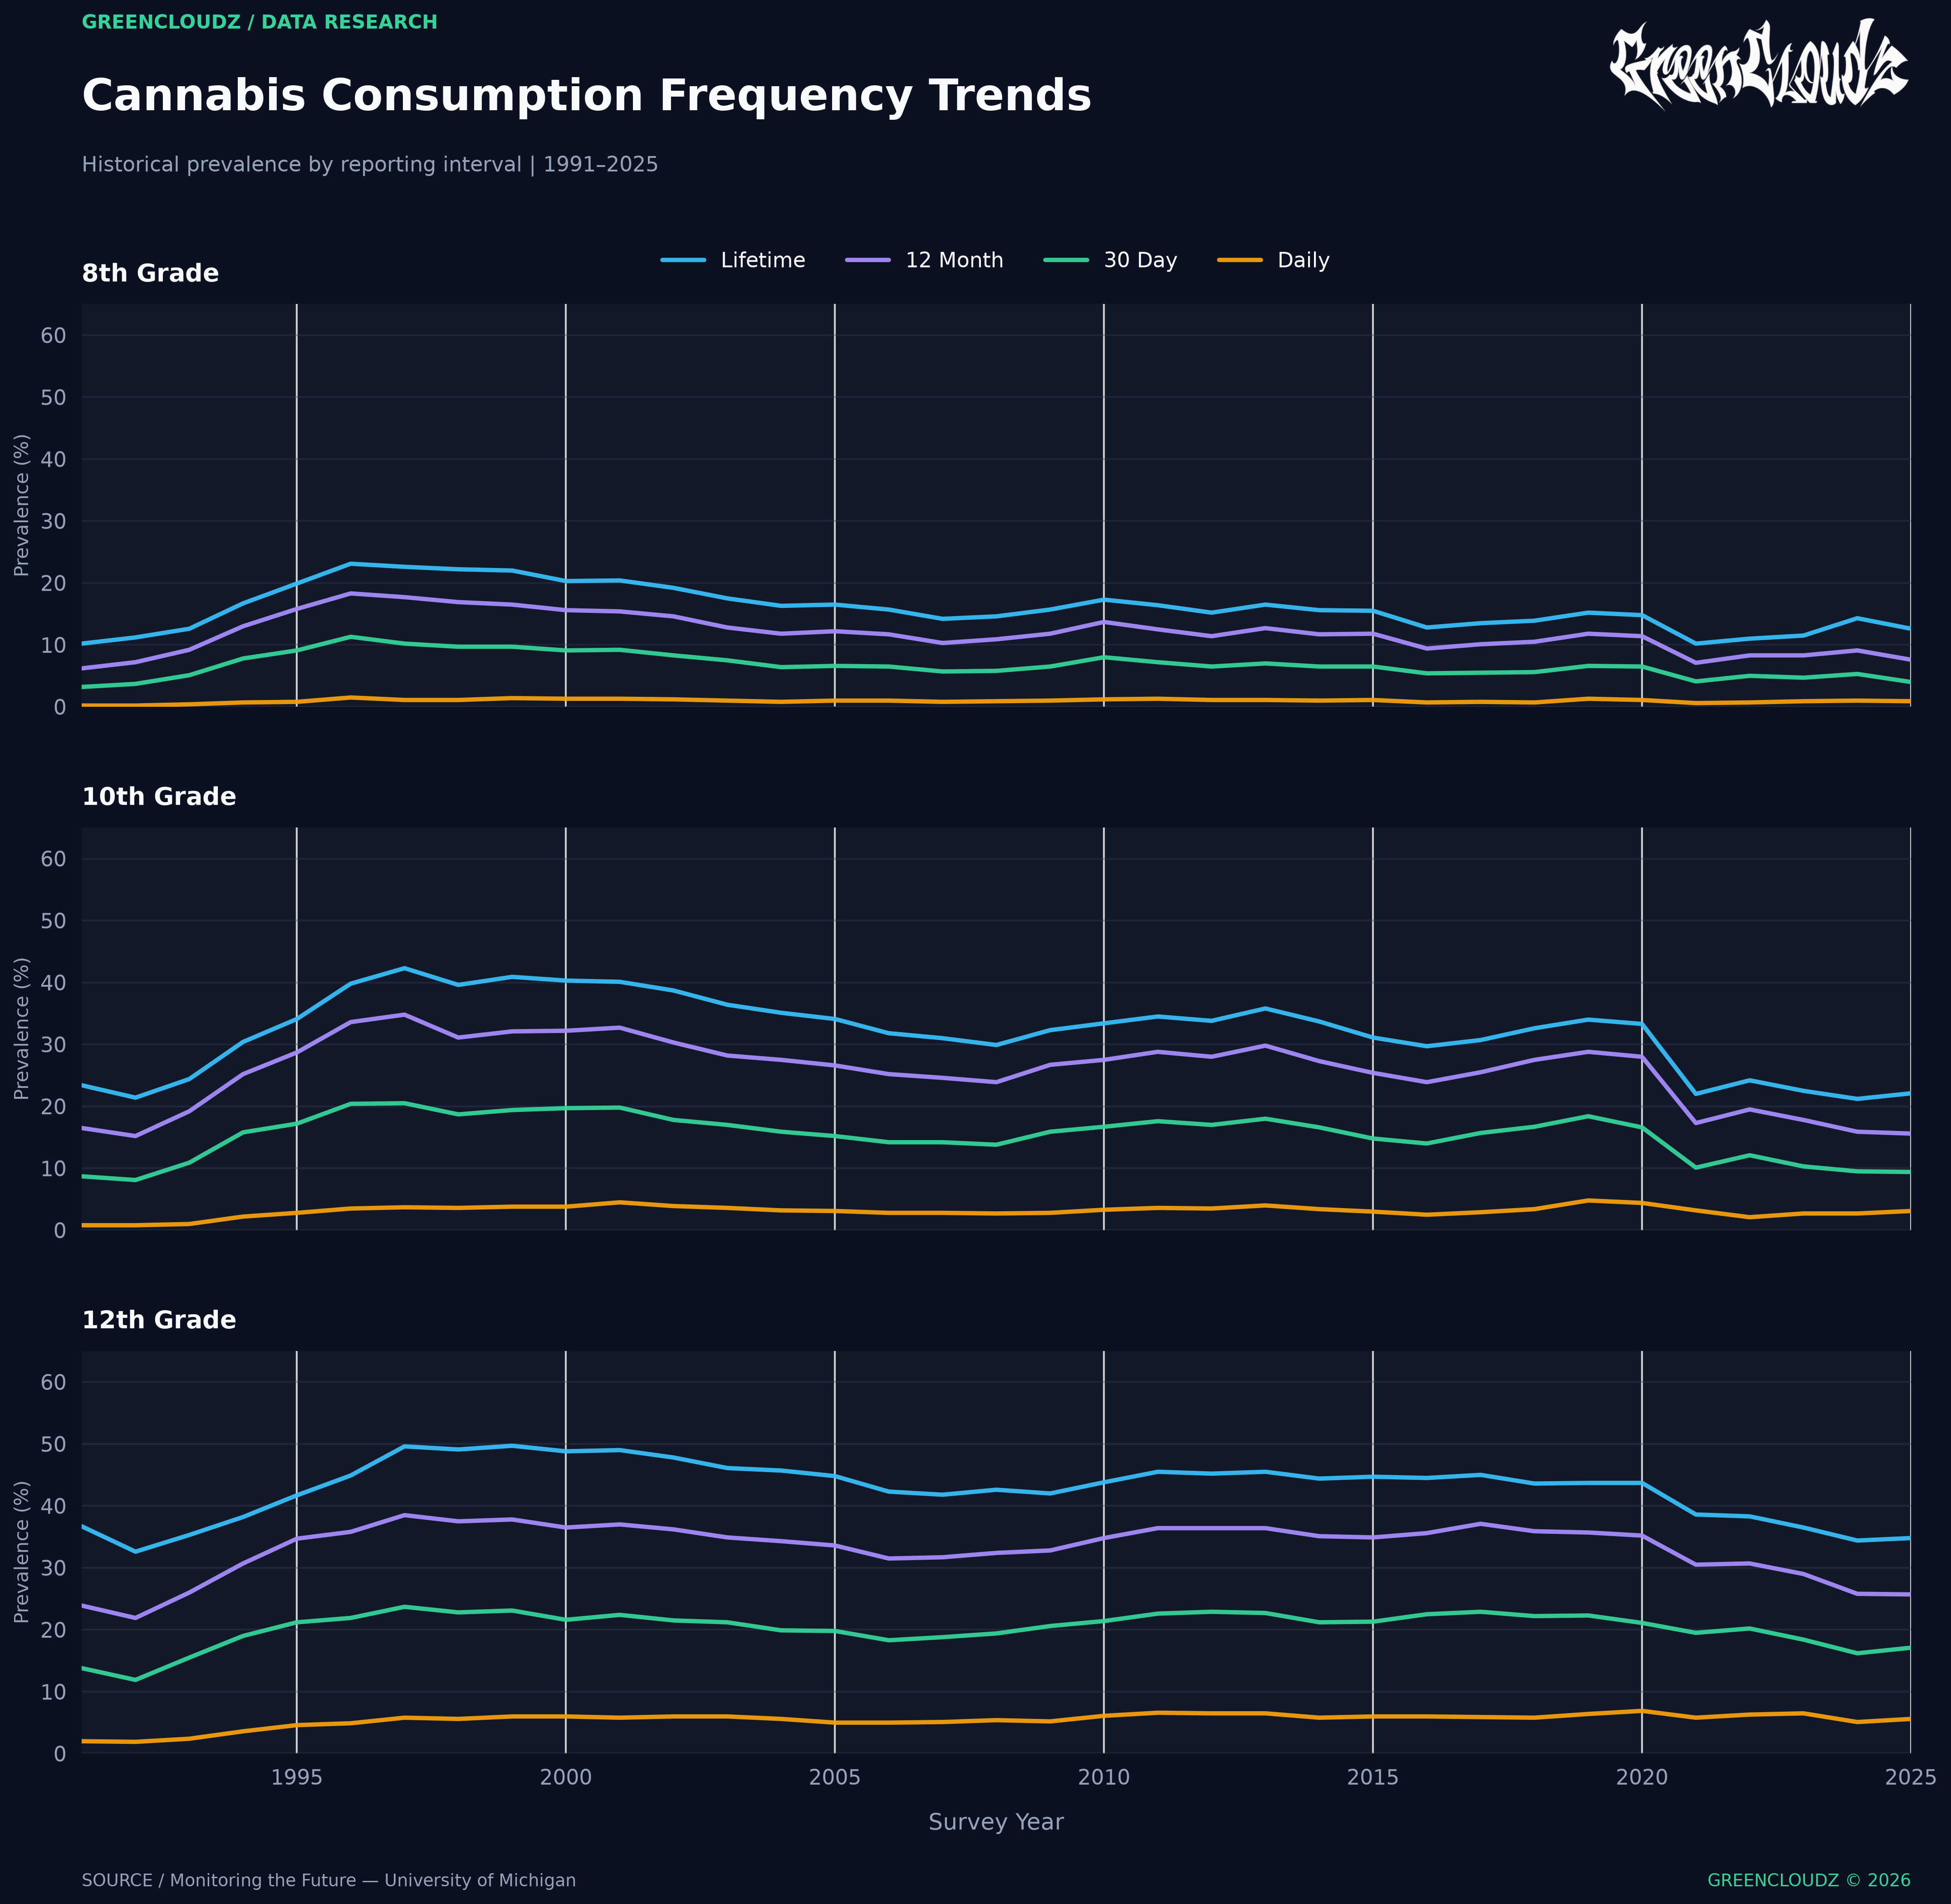 GREENCLOUDZ / DATA RESEARCH
GreenCloudz
Cannabis Consumption Frequency Trends
Historical prevalence by reporting interval | 1991–2025
Lifetime
12 Month
30 Day
Daily
8th Grade
Prevalence (%)
60
50
40
30
20
10
0
10th Grade
Prevalence (%)
60
50
40
30
20
10
0
12th Grade
Prevalence (%)
60
50
40
30
20
10
0
1995 2000 2005 2010 2015 2020 2025
Survey Year
SOURCE / Monitoring the Future — University of Michigan
GREENCLOUDZ © 2026